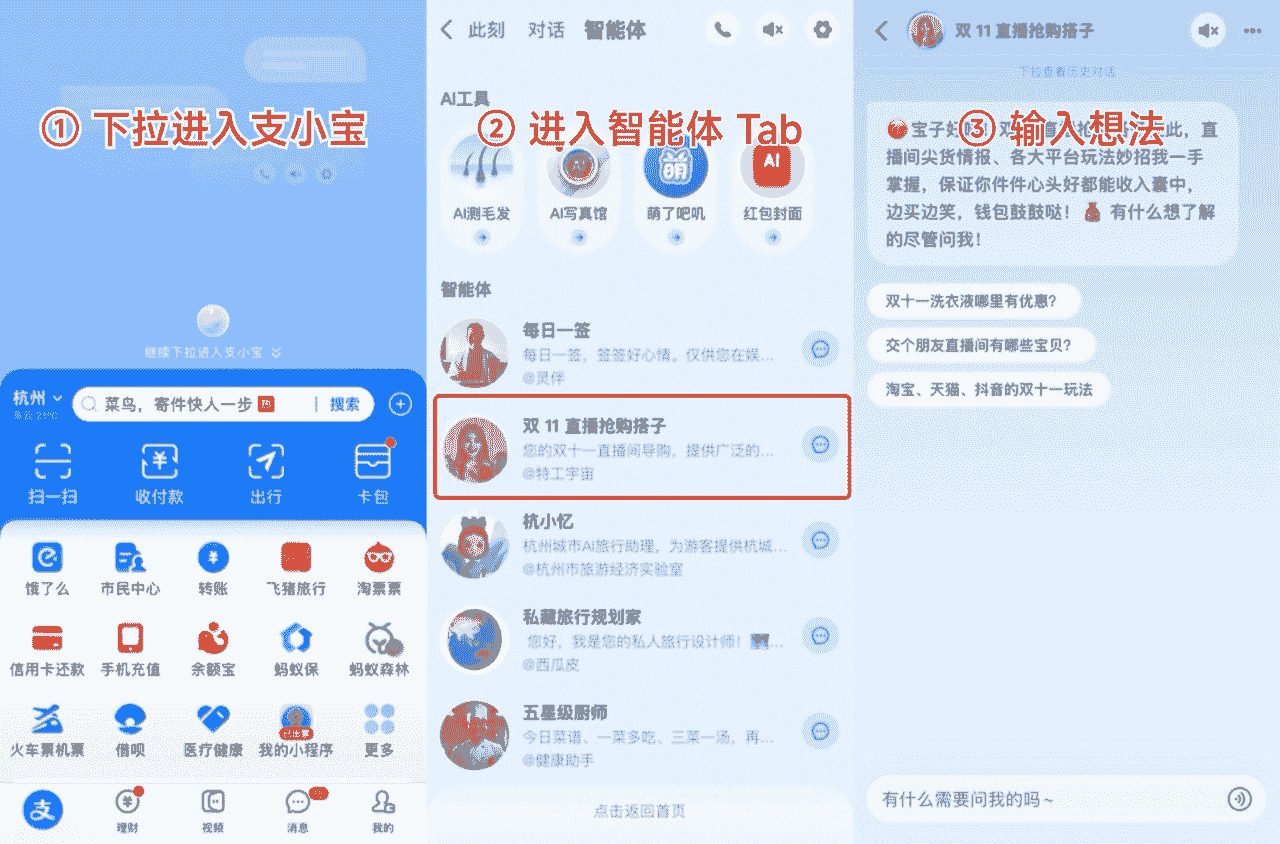 ① 下拉进入支小宝
继续下拉进入支小宝
杭州
多云 21°C
菜鸟，寄件快人一步
热
搜索
扫一扫
收付款
出行
卡包
饿了么
市民中心
转账
飞猪旅行
淘票票
信用卡还款
手机充值
余额宝
蚂蚁保
蚂蚁森林
火车票机票
借呗
医疗健康
已出票
我的小程序
更多
支
理财
视频
消息
我的
此刻
对话
智能体
AI工具
② 进入智能体 Tab
萌
AI
AI测毛发
AI写真馆
萌了吧叽
红包封面
智能体
每日一签
每日一签，签签好心情。仅供您在娱...
@灵伴
双 11 直播抢购搭子
您的双十一直播间导购，提供广泛的...
@特工宇宙
杭小忆
杭州城市AI旅行助理，为游客提供杭城...
@杭州市旅游经济实验室
私藏旅行规划家
您好，我是您的私人旅行设计师！...
@西瓜皮
五星级厨师
今日菜谱、一菜多吃、三菜一汤，再...
@健康助手
点击返回首页
双 11 直播抢购搭子
下拉查看历史对话
③ 输入想法
宝子好 双 抢 此，直
播间尖货情报、各大平台玩法妙招我一手
掌握，保证你件件心头好都能收入囊中，
边买边笑，钱包鼓鼓哒！ 有什么想了解
的尽管问我！
双十一洗衣液哪里有优惠?
交个朋友直播间有哪些宝贝?
淘宝、天猫、抖音的双十一玩法
有什么需要问我的吗～